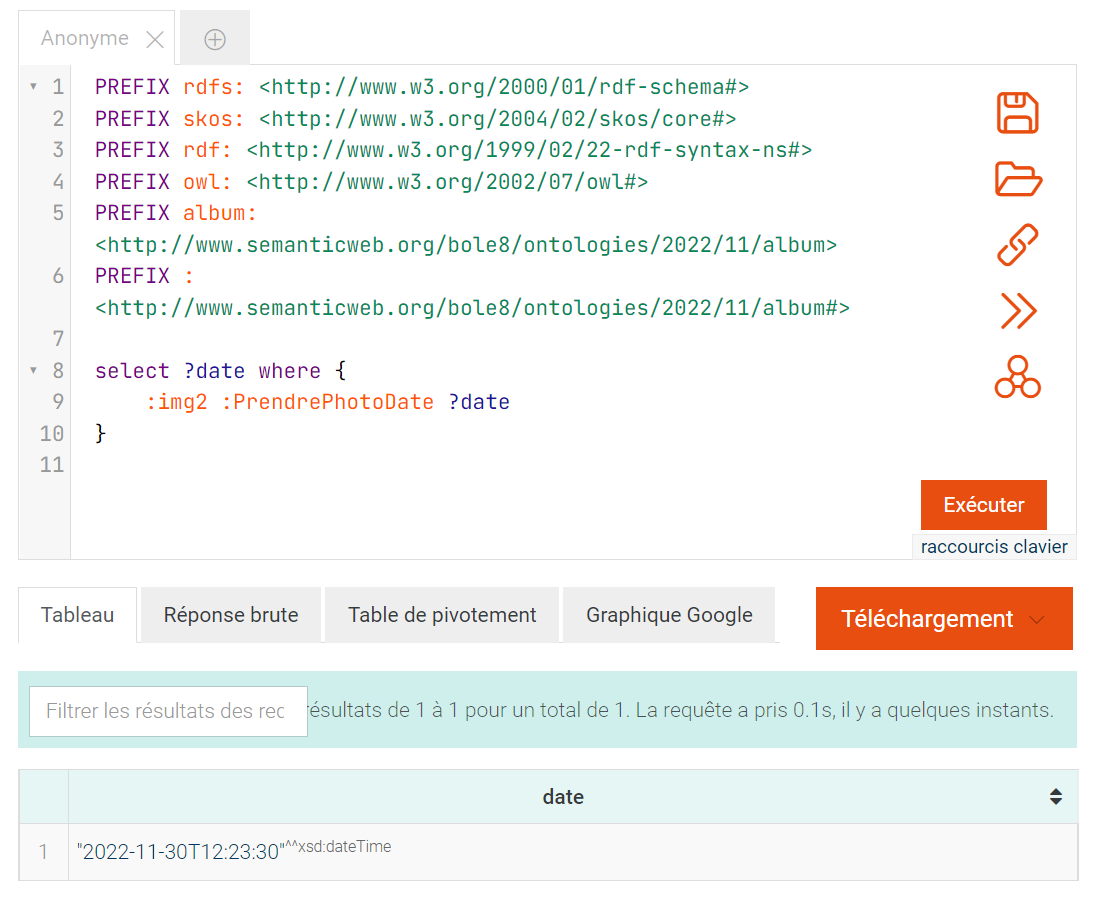 Anonyme
1 PREFIX rdfs: <http://www.w3.org/2000/01/rdf-schema#>
2 PREFIX skos: <http://www.w3.org/2004/02/skos/core#>
3 PREFIX rdf: <http://www.w3.org/1999/02/22-rdf-syntax-ns#>
4 PREFIX owl: <http://www.w3.org/2002/07/owl#>
5 PREFIX album:
<http://www.semanticweb.org/bole8/ontologies/2022/11/album>
6 PREFIX :
<http://www.semanticweb.org/bole8/ontologies/2022/11/album#>
7
8 select ?date where {
9 :img2 :PrendrePhotoDate ?date
10 }
11
Exécuter
raccourcis clavier
Tableau Réponse brute Table de pivotement Graphique Google Téléchargement
Filtrer les résultats des rec résultats de 1 à 1 pour un total de 1. La requête a pris 0.1s, il y a quelques instants.
date
1 "2022-11-30T12:23:30"^^xsd:dateTime